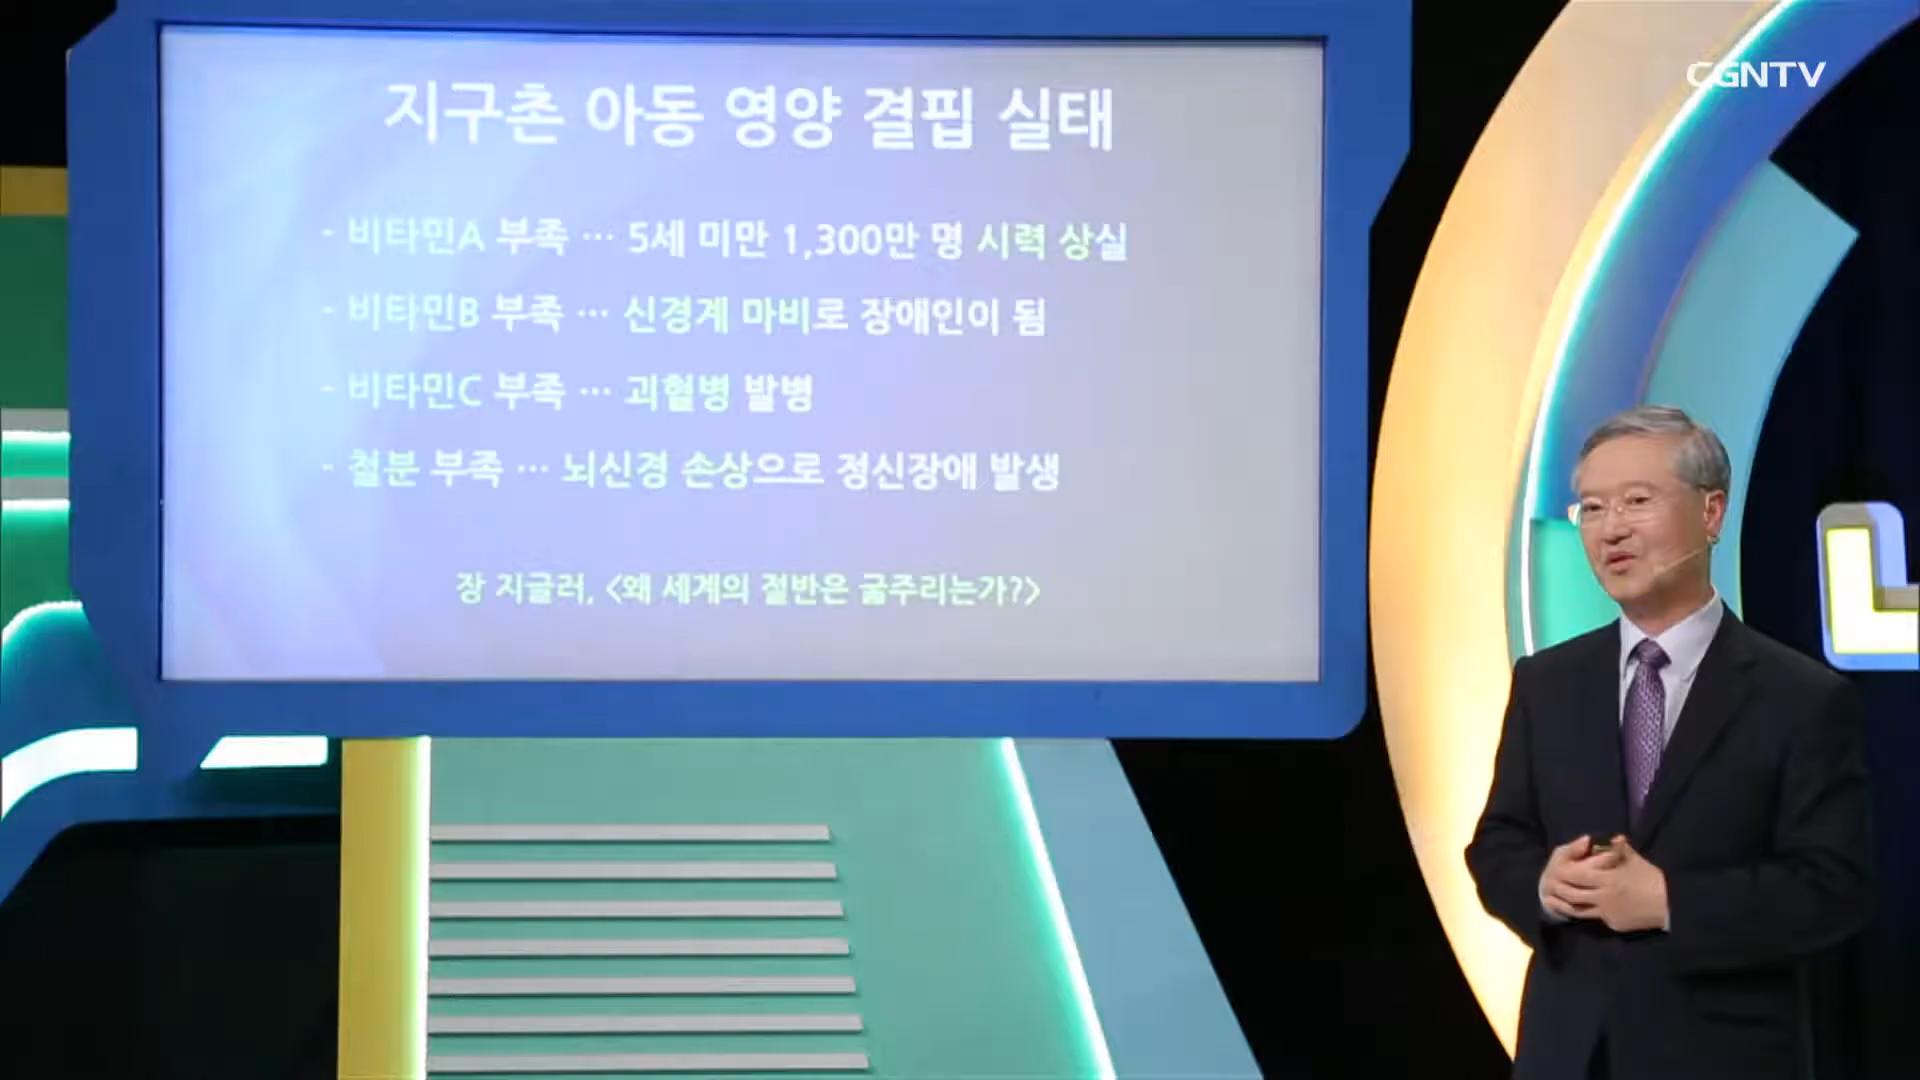 CGNTV
지구촌 아동 영양 결핍 실태
- 비타민A 부족 … 5세 미만 1,300만 명 시력 상실
- 비타민B 부족 … 신경계 마비로 장애인이 됨
- 비타민C 부족 … 괴혈병 발병
- 철분 부족 … 뇌신경 손상으로 정신장애 발생
장 지글러, <왜 세계의 절반은 굶주리는가?>